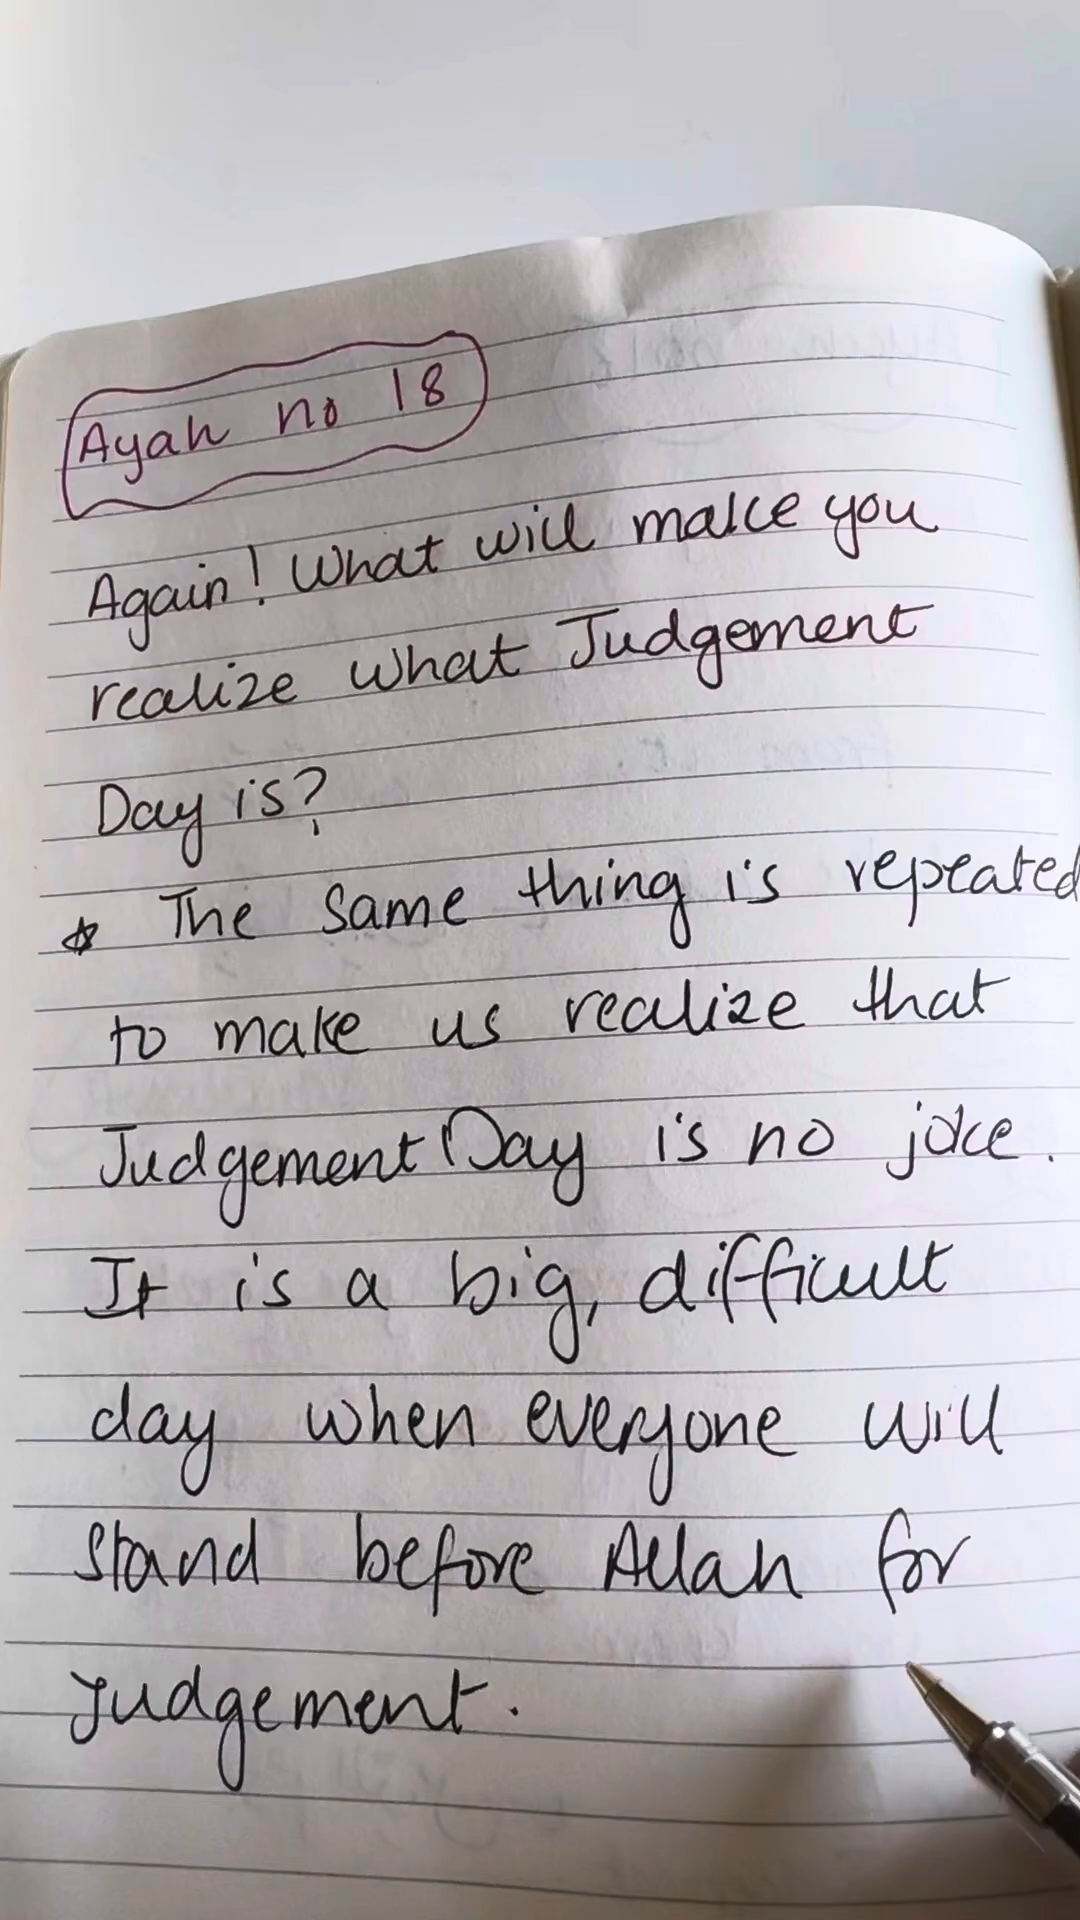 Ayah no 18
Again! What will make you
realize what Judgement
Day is?
☆ The same thing is repeated
to make us realize that
Judgement Day is no joke.
It is a big, difficult
day when everyone will
stand before Allah for
judgement.